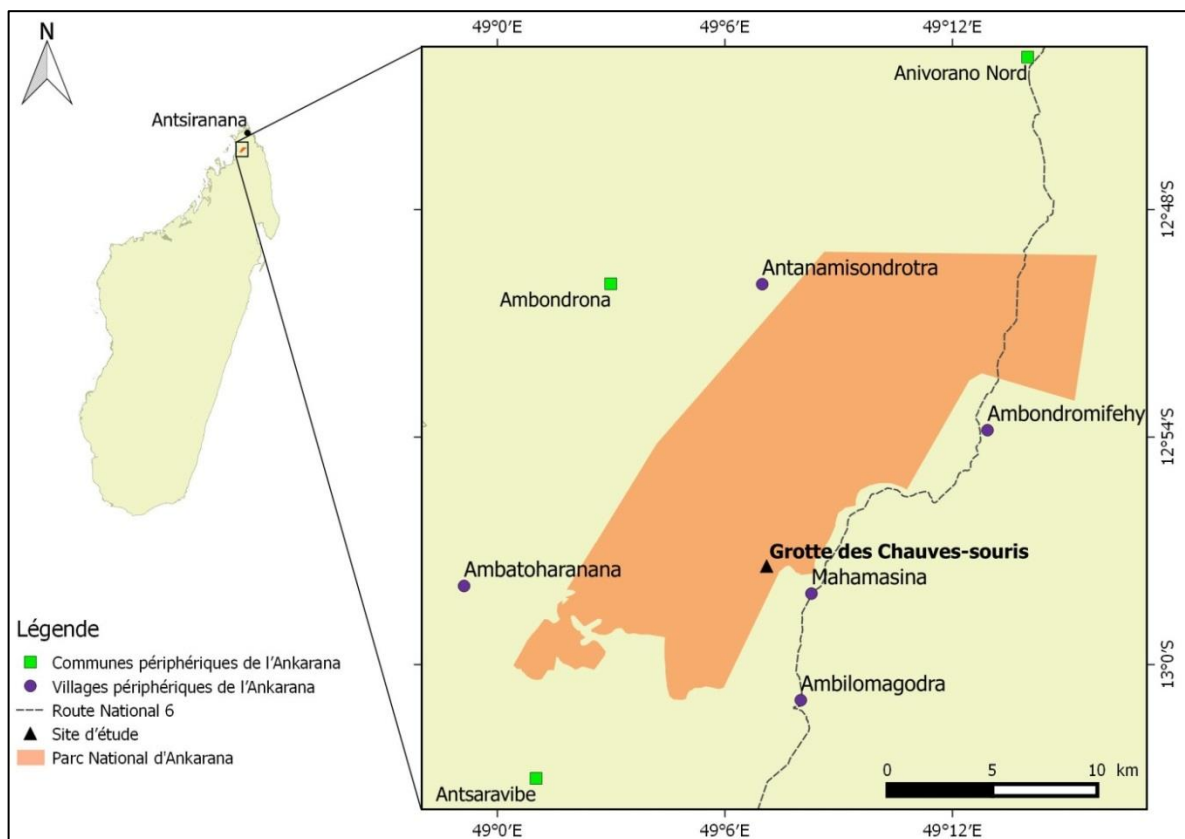 49°0′E
49°6′E
49°12′E
N
Anivorano Nord
Antsiranana
12°48′S
Antanamisondrotra
Ambondrona
Ambondromifehy
12°54′S
Grotte des Chauves-souris
Ambatoharanana
Mahamasina
Légende
Communes périphériques de l'Ankarana
Villages périphériques de l'Ankarana
Route National 6
Site d'étude
Parc National d'Ankarana
13°0′S
Ambilomagodra
0 5 10 km
Antsaravibe
49°0′E
49°6′E
49°12′E